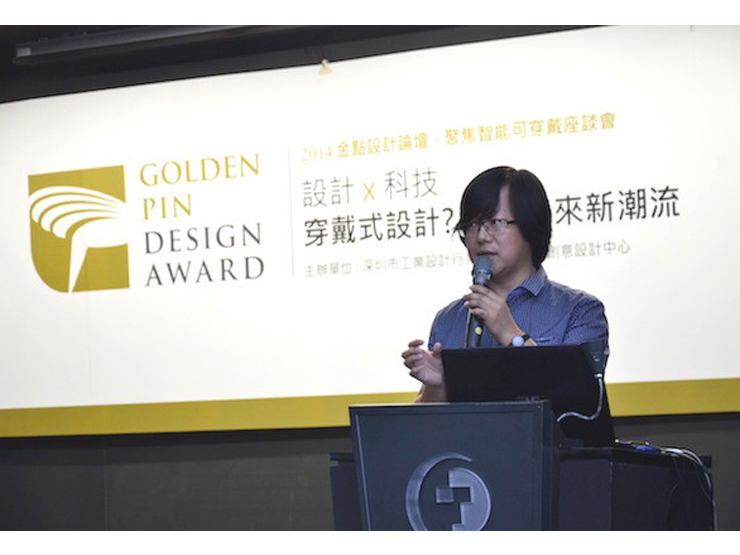 GOLDEN
PIN
DESIGN
AWARD
2014 金點設計論壇 - 聚焦智能可穿戴座談會
設計 x 科技
穿戴式設計? 來新潮流
主辦單位 : 深圳市工業設計行 創意設計中心